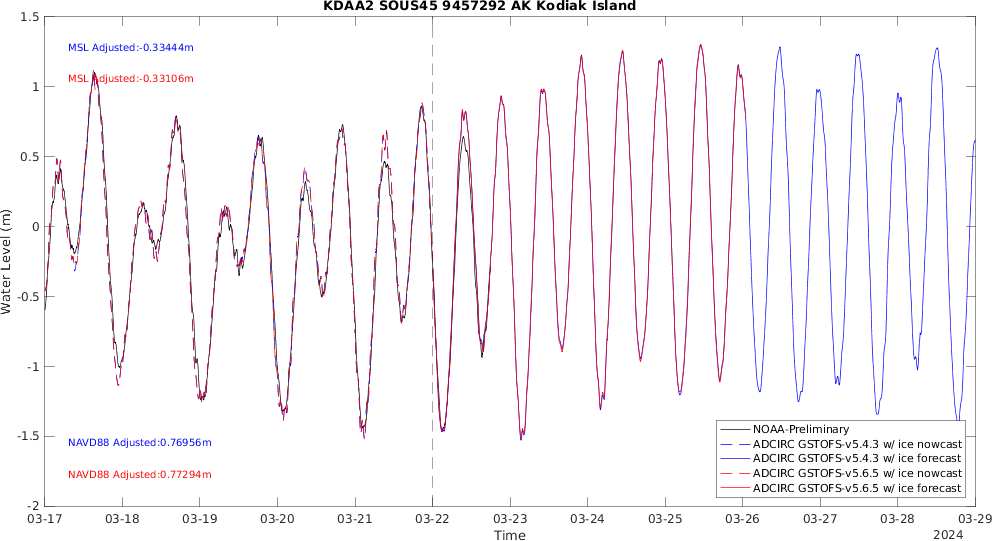 KDAA2 SOUS45 9457292 AK Kodiak Island
1.5
1
0.5
0
-0.5
-1
-1.5
-2
Water Level (m)
MSL Adjusted:-0.33444m
MSL Adjusted:-0.33106m
NAVD88 Adjusted:0.76956m
NAVD88 Adjusted:0.77294m
NOAA-Preliminary
ADCIRC GSTOFS-v5.4.3 w/ ice nowcast
ADCIRC GSTOFS-v5.4.3 w/ ice forecast
ADCIRC GSTOFS-v5.6.5 w/ ice nowcast
ADCIRC GSTOFS-v5.6.5 w/ ice forecast
03-17 03-18 03-19 03-20 03-21 03-22 03-23 03-24 03-25 03-26 03-27 03-28 03-29
Time
2024